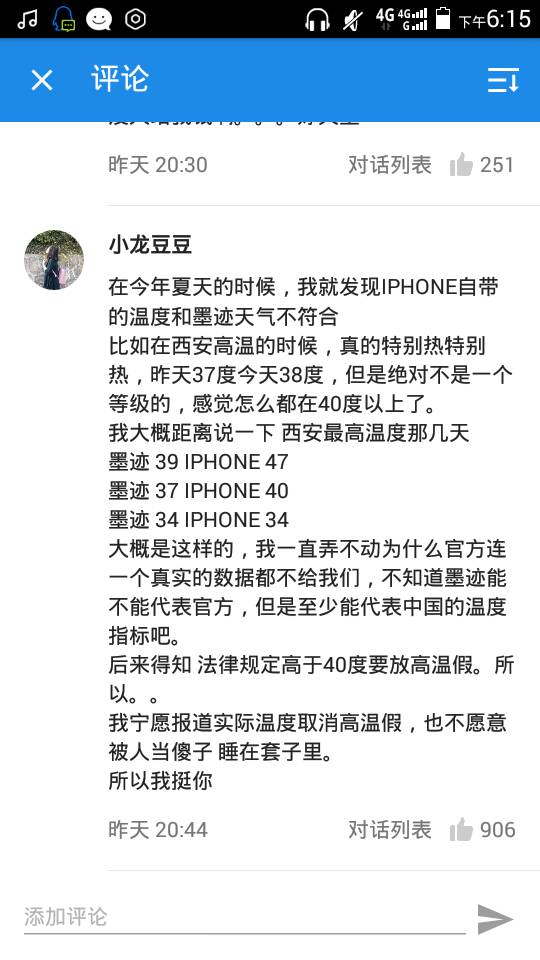 4G 4G G 下午6:15
评论
昨天 20:30 对话列表 251
小龙豆豆
在今年夏天的时候，我就发现IPHONE自带
的温度和墨迹天气不符合
比如在西安高温的时候，真的特别热特别
热，昨天37度今天38度，但是绝对不是一个
等级的，感觉怎么都在40度以上了。
我大概距离说一下 西安最高温度那几天
墨迹 39 IPHONE 47
墨迹 37 IPHONE 40
墨迹 34 IPHONE 34
大概是这样的，我一直弄不动为什么官方连
一个真实的数据都不给我们，不知道墨迹能
不能代表官方，但是至少能代表中国的温度
指标吧。
后来得知 法律规定高于40度要放高温假。所
以。。
我宁愿报道实际温度取消高温假，也不愿意
被人当傻子 睡在套子里。
所以我挺你
昨天 20:44 对话列表 906
添加评论